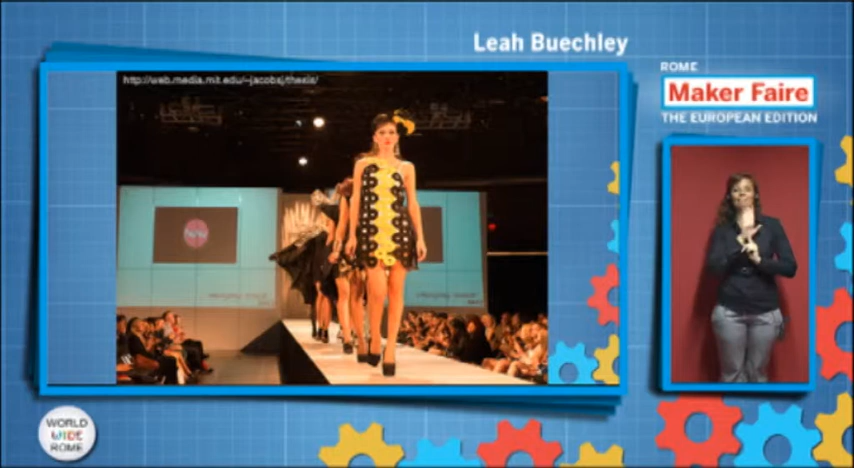 Leah Buechley
http://web.media.mit.edu/~jacobsj/thesis/
ROME
Maker Faire
THE EUROPEAN EDITION
WORLD
WIDE
ROME